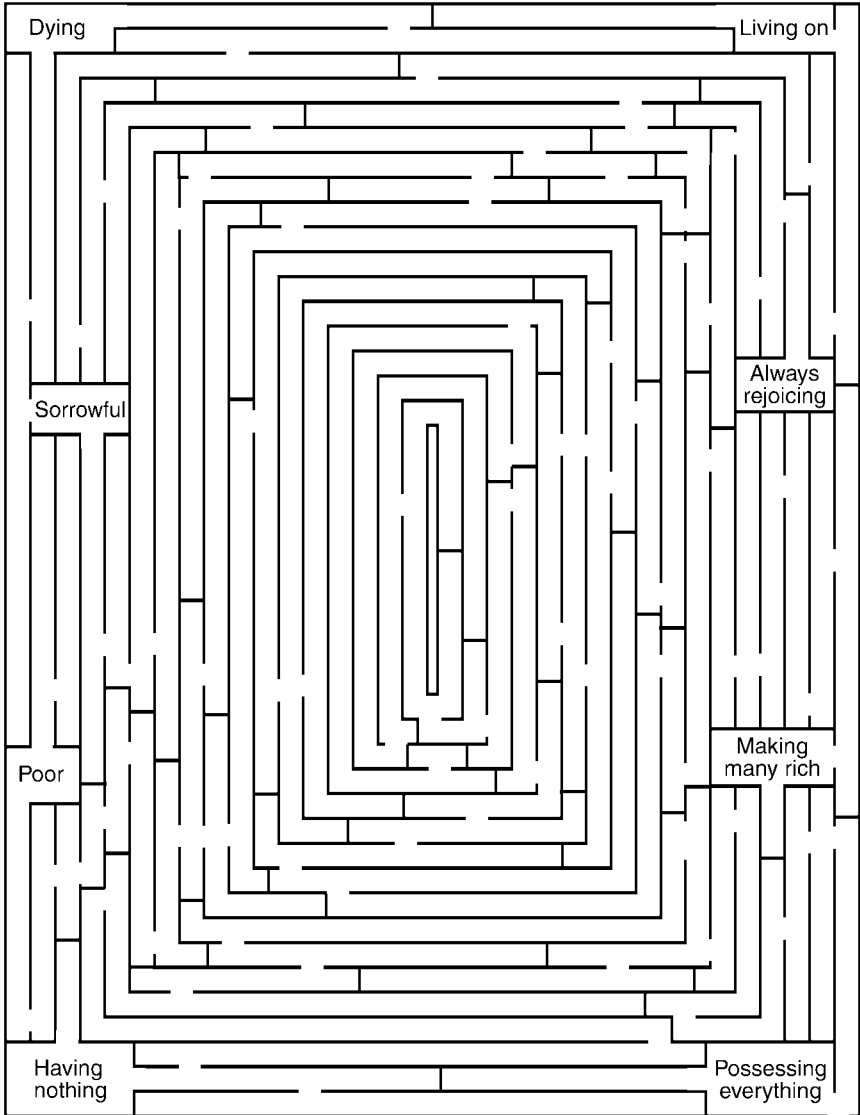 Dying
Living on
Sorrowful
Always
rejoicing
Poor
Making
many rich
Having
nothing
Possessing
everything